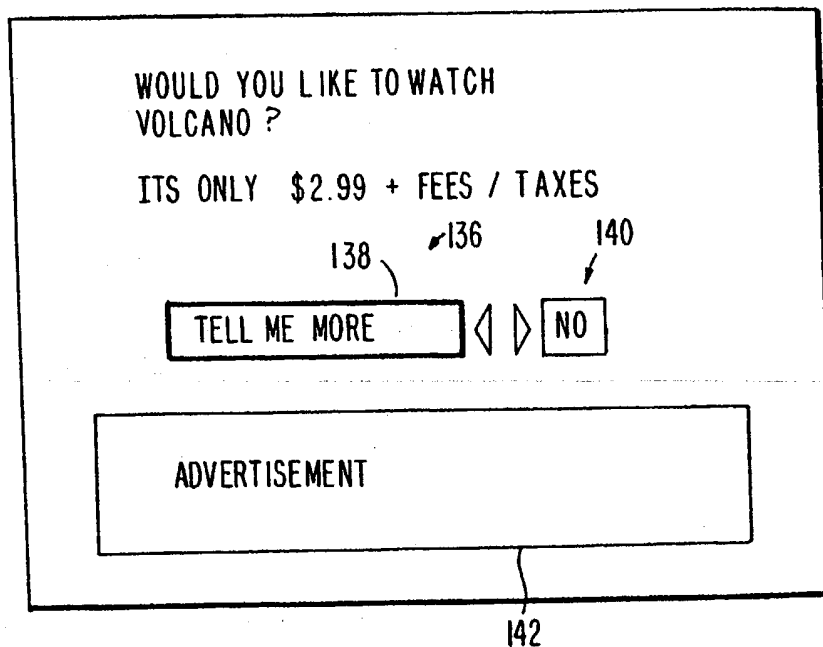 WOULD YOU LIKE TO WATCH
VOLCANO ?
ITS ONLY $2.99 + FEES / TAXES
136
138
140
TELL ME MORE
NO
ADVERTISEMENT
142